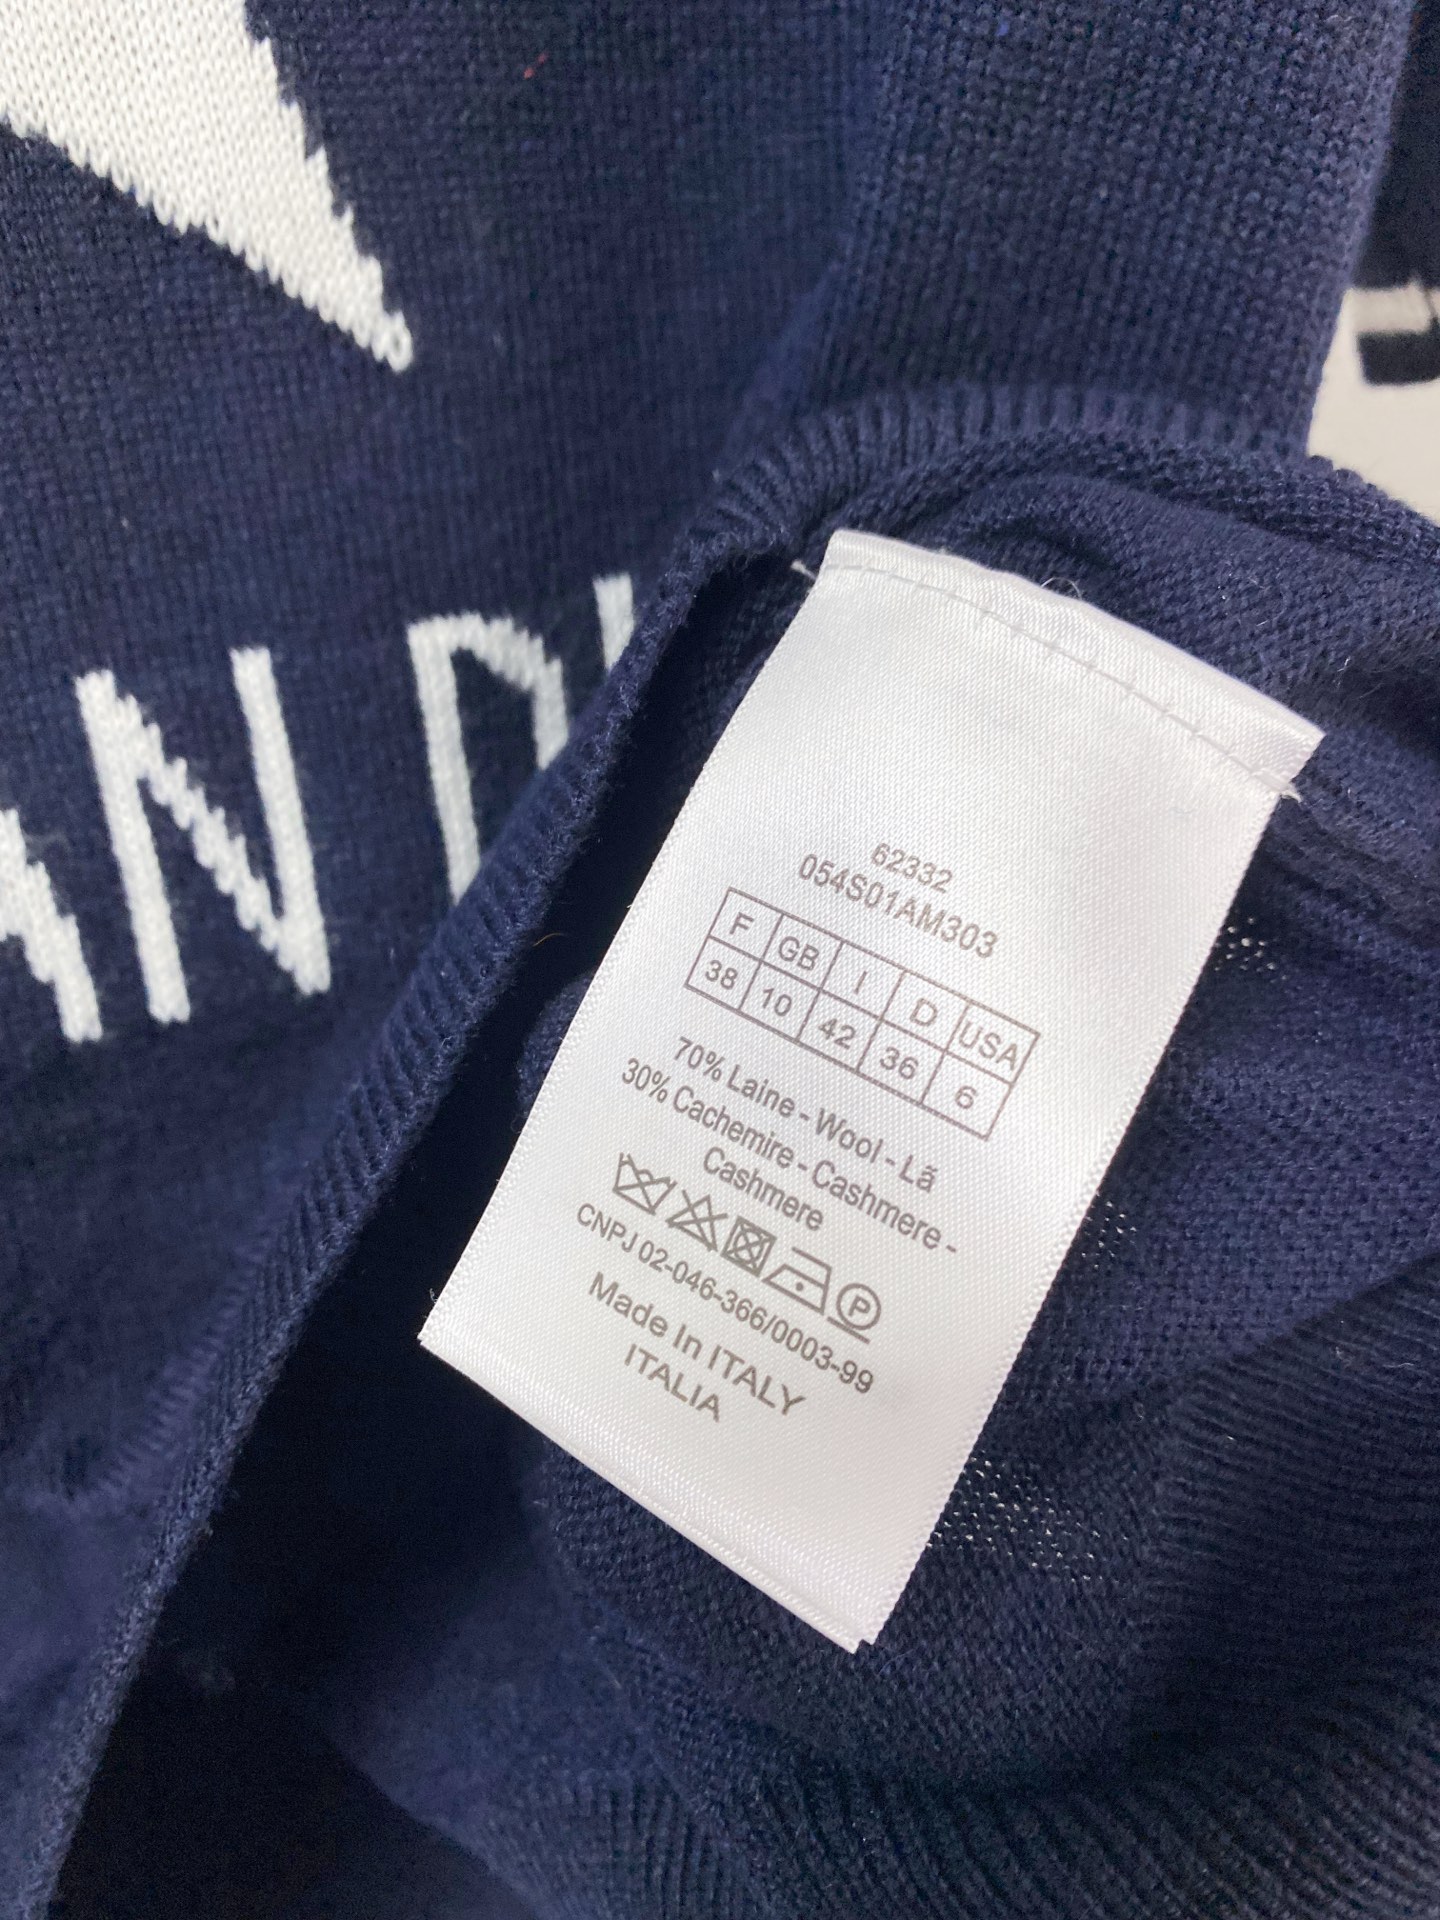 AND
62332
054S01AM303
F GB I D USA
38 10 42 36 6
70% Laine - Wool - Lã
30% Cachemire - Cashmere -
Cashmere
P
CNPJ 02-046-366/0003-99
Made In ITALY
ITALIA